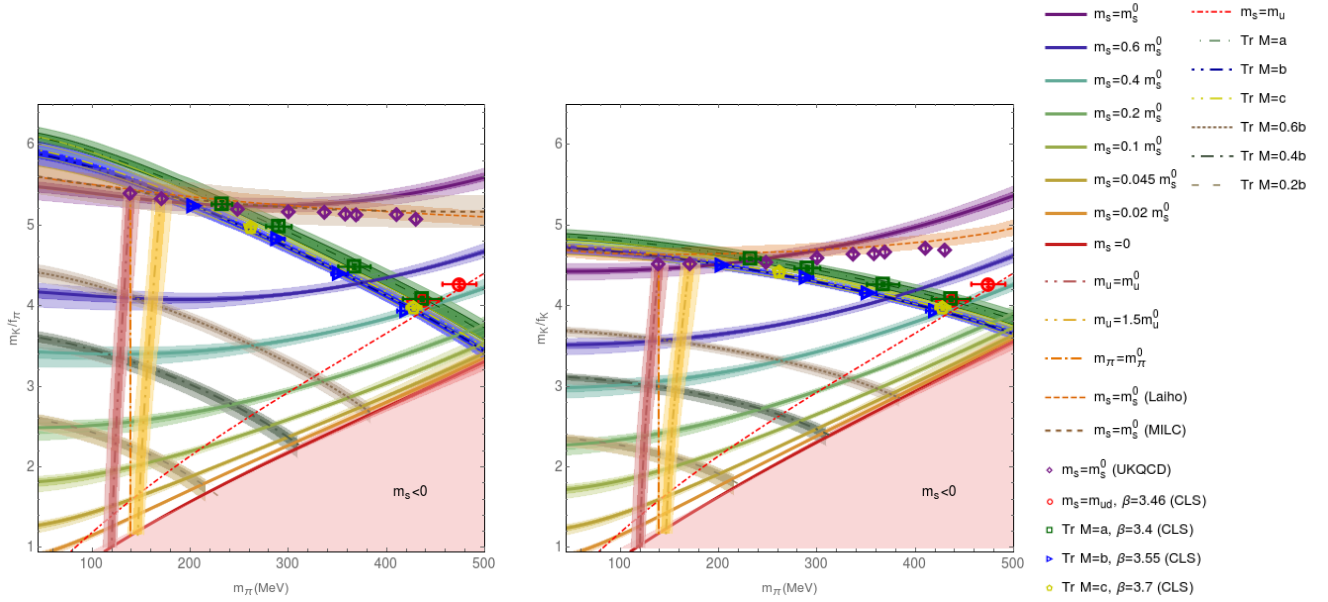 6
5
4
3
2
1
100
200
300
400
500
m_K/f_π
m_π(MeV)
m_s<0
6
5
4
3
2
1
100
200
300
400
500
m_K/f_K
m_π(MeV)
m_s<0
m_s=m_s^0
m_s=0.6 m_s^0
m_s=0.4 m_s^0
m_s=0.2 m_s^0
m_s=0.1 m_s^0
m_s=0.045 m_s^0
m_s=0.02 m_s^0
m_s=0
m_u=m_u^0
m_u=1.5m_u^0
m_π=m_π^0
m_s=m_s^0 (Laiho)
m_s=m_s^0 (MILC)
m_s=m_s^0 (UKQCD)
m_s=m_ud, β=3.46 (CLS)
Tr M=a, β=3.4 (CLS)
Tr M=b, β=3.55 (CLS)
Tr M=c, β=3.7 (CLS)
m_s=m_u
Tr M=a
Tr M=b
Tr M=c
Tr M=0.6b
Tr M=0.4b
Tr M=0.2b